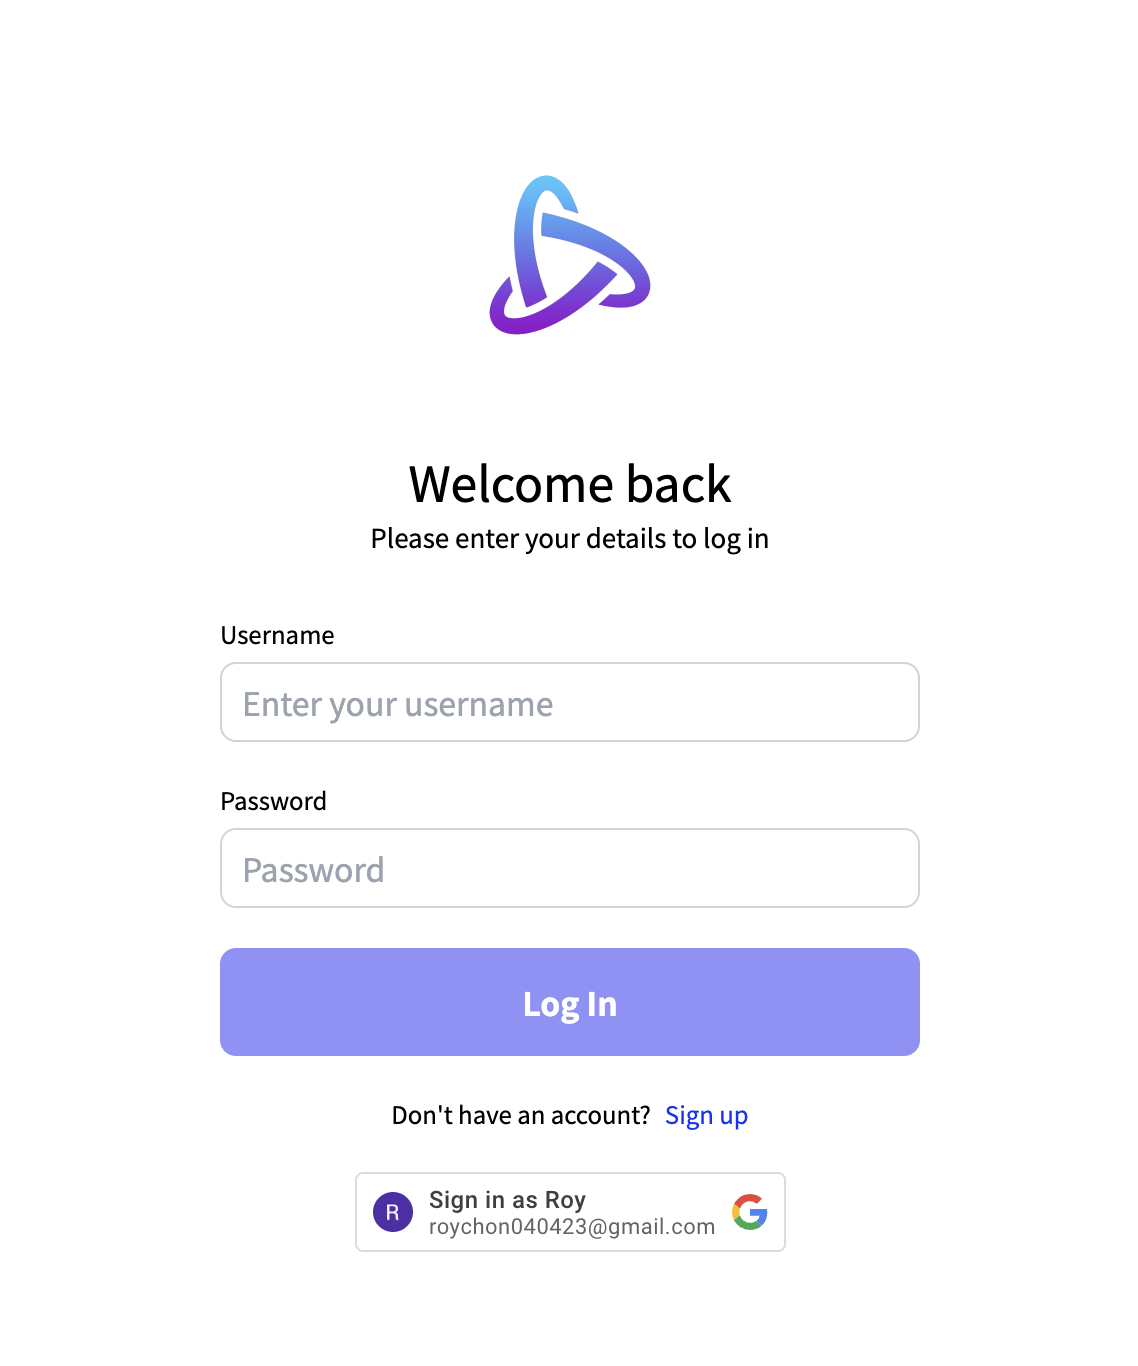 Welcome back
Please enter your details to log in
Username
Enter your username
Password
Password
Log In
Don't have an account? Sign up
R
Sign in as Roy
roychon040423@gmail.com